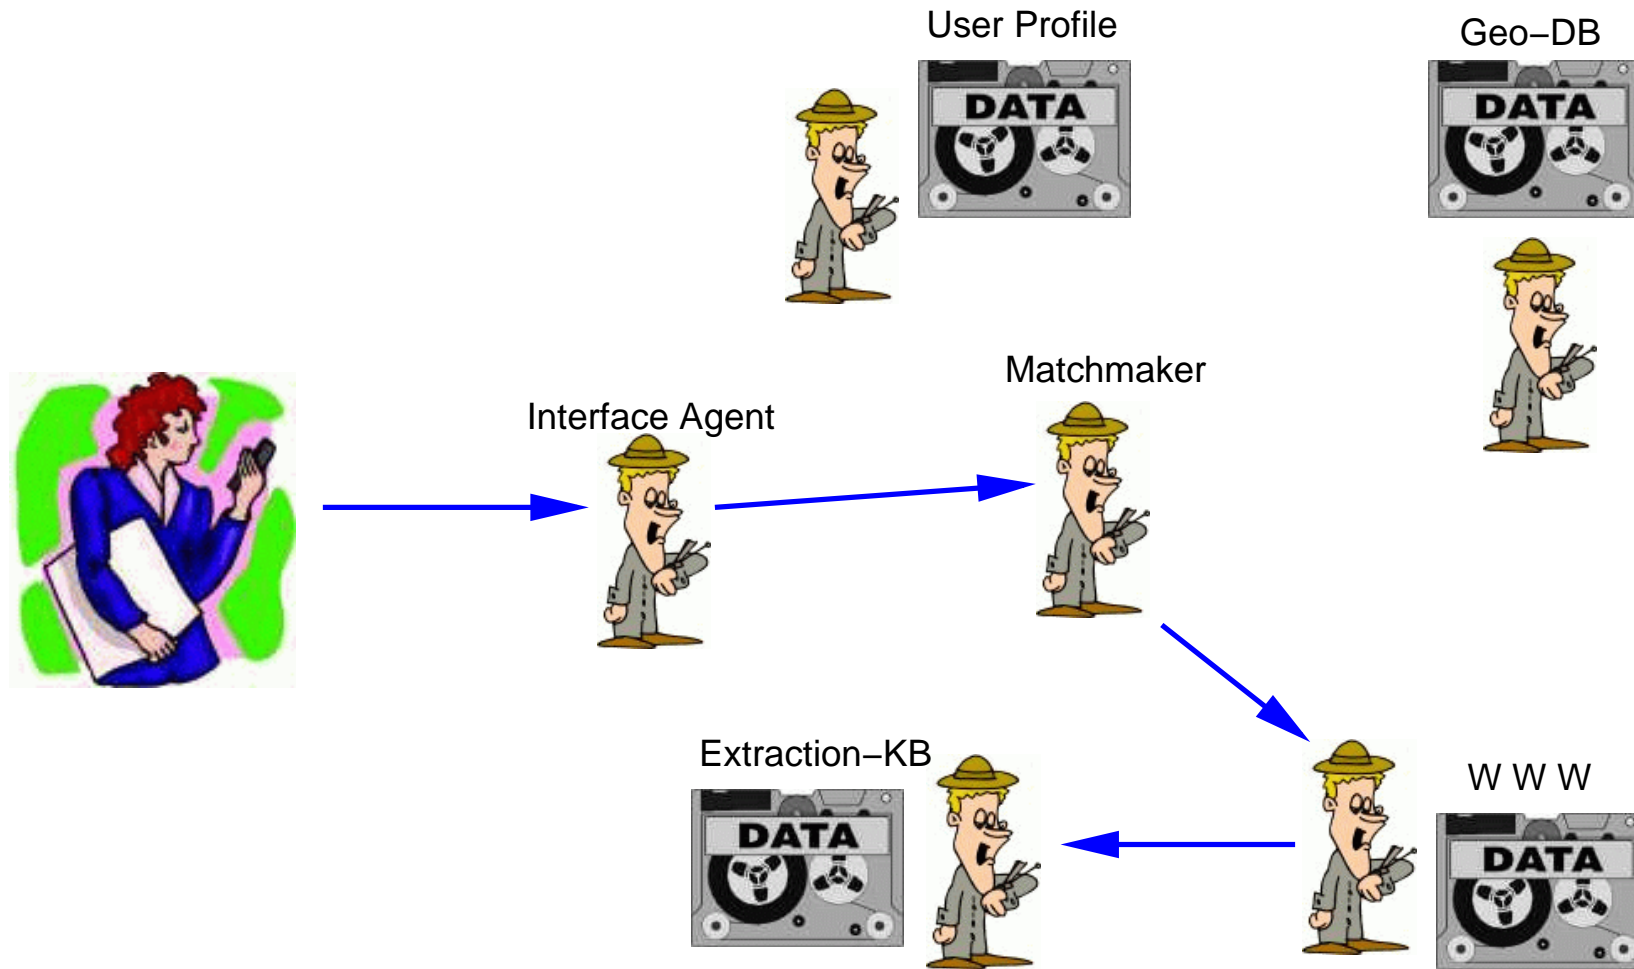 User Profile
Geo–DB
DATA
DATA
Matchmaker
Interface Agent
Extraction–KB
W W W
DATA
DATA